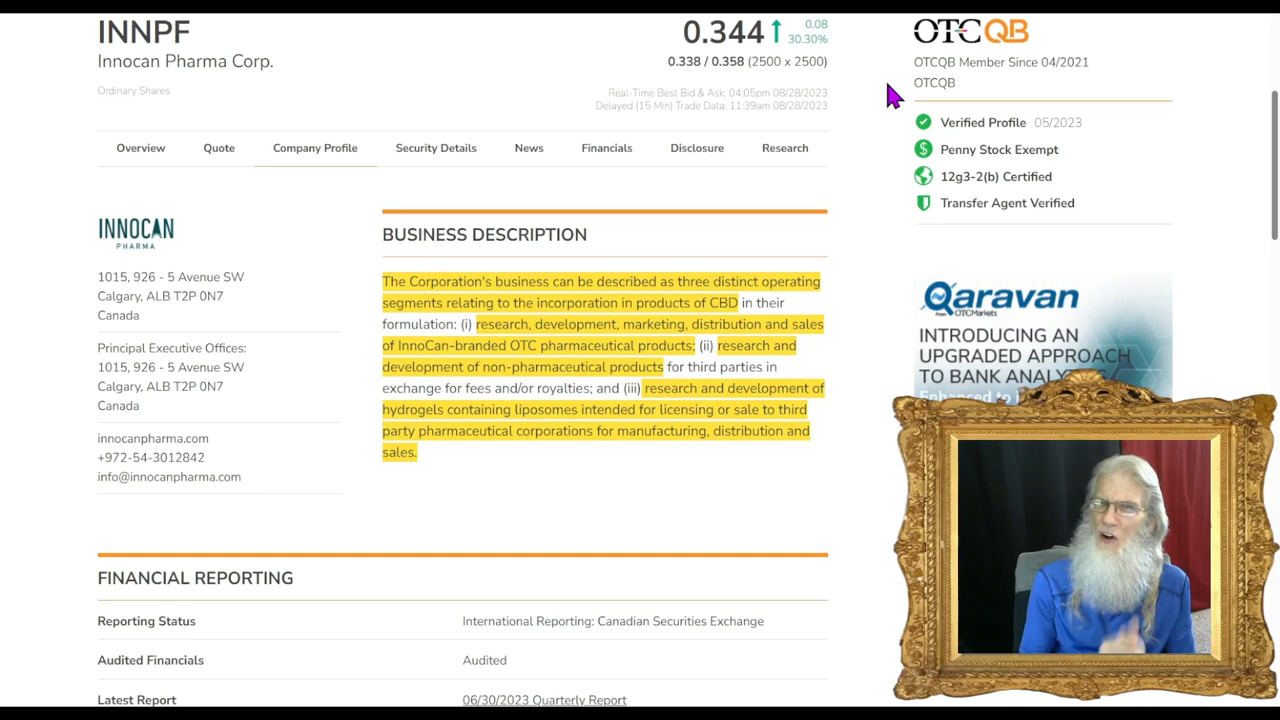 INNPF
Innocan Pharma Corp.
Ordinary Shares
0.344
0.08
30.30%
0.338 / 0.358 (2500 x 2500)
Real-Time Best Bid & Ask: 04:05pm 08/28/2023
Delayed (15 Min) Trade Data: 11:39am 08/28/2023
OTCQB
OTCQB Member Since 04/2021
OTCQB
Verified Profile 05/2023
Penny Stock Exempt
12g3-2(b) Certified
Transfer Agent Verified
Overview Quote Company Profile Security Details News Financials Disclosure Research
INNOCAN
PHARMA
1015, 926 - 5 Avenue SW
Calgary, ALB T2P 0N7
Canada
Principal Executive Offices:
1015, 926 - 5 Avenue SW
Calgary, ALB T2P 0N7
Canada
innocanpharma.com
+972-54-3012842
info@innocanpharma.com
BUSINESS DESCRIPTION
The Corporation's business can be described as three distinct operating
segments relating to the incorporation in products of CBD in their
formulation: (i) research, development, marketing, distribution and sales
of InnoCan-branded OTC pharmaceutical products; (ii) research and
development of non-pharmaceutical products for third parties in
exchange for fees and/or royalties; and (iii) research and development of
hydrogels containing liposomes intended for licensing or sale to third
party pharmaceutical corporations for manufacturing, distribution and
sales.
Qaravan
From OTCMarkets
INTRODUCING AN
UPGRADED APPROACH
TO BANK
Enhanced to
FINANCIAL REPORTING
Reporting Status International Reporting: Canadian Securities Exchange
Audited Financials Audited
Latest Report 06/30/2023 Quarterly Report